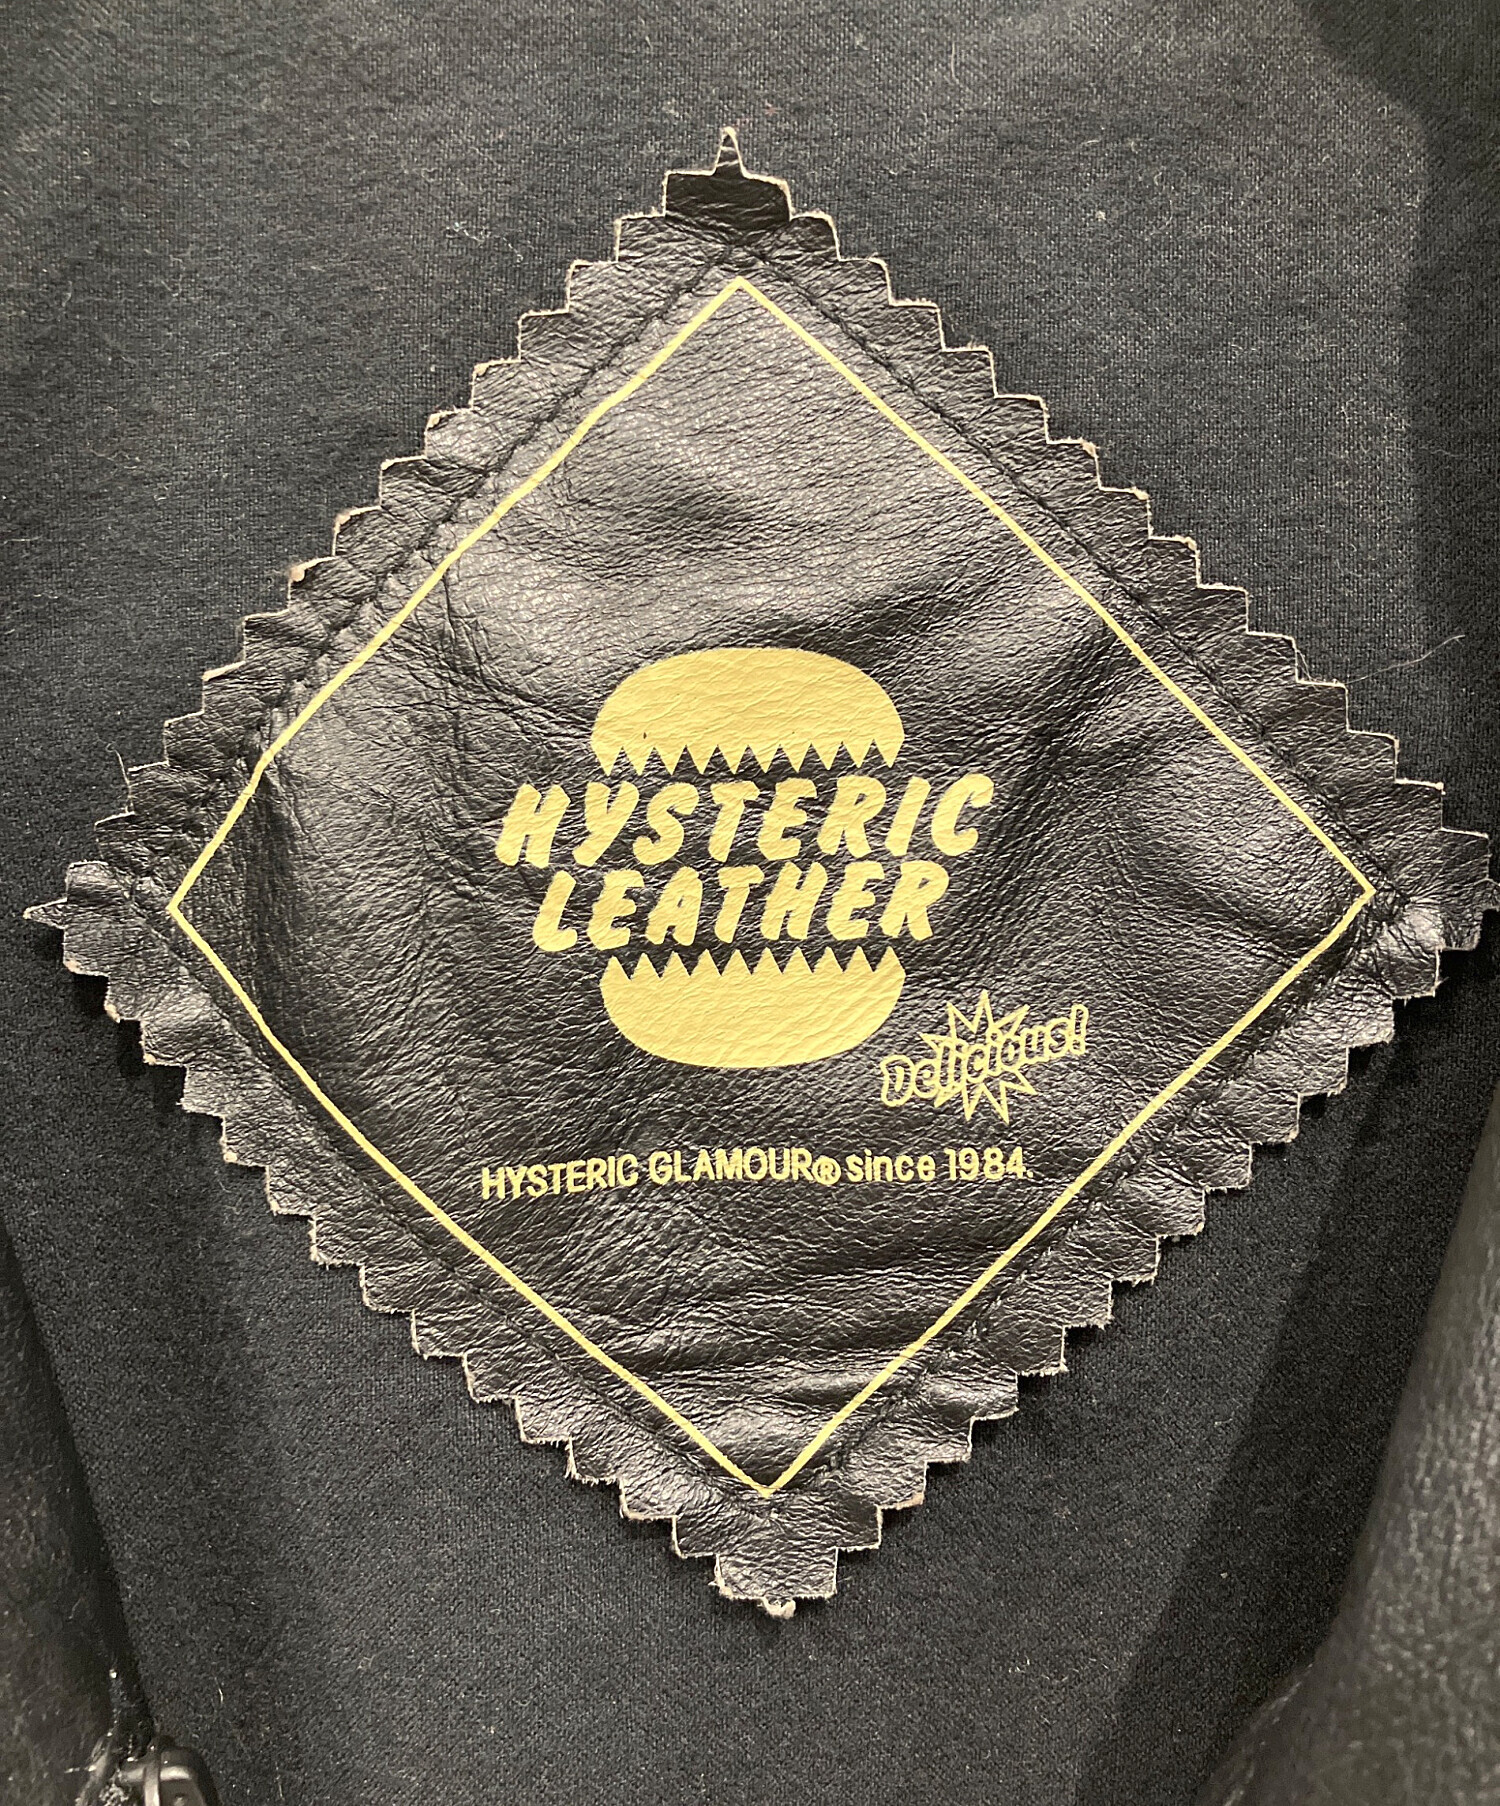 HYSTERIC
LEATHER
Delicious!
HYSTERIC GLAMOUR® since 1984.